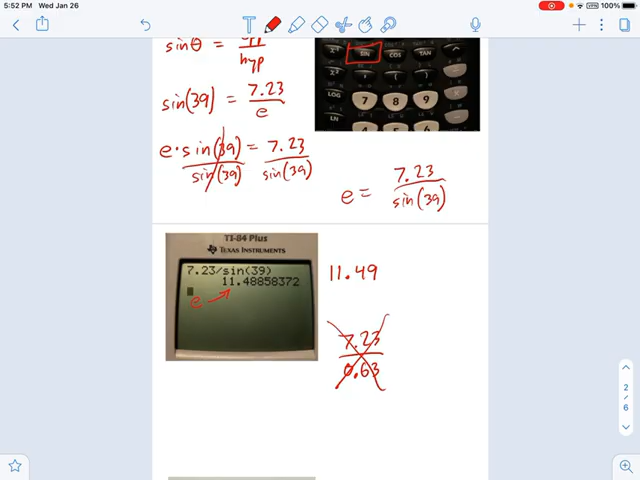 5:52 PM Wed Jan 26
100%
sinθ = opp/hyp
SIN COS TAN
x²
,
(
)
LOG 7 8 9
LN 4 5 6
sin(39) = 7.23/e
e·sin(39)/sin(39) = 7.23/sin(39)
e = 7.23/sin(39)
TI-84 Plus
TEXAS INSTRUMENTS
7.23/sin(39)
11.48858372
e
11.49
7.23/0.63
2
/
6